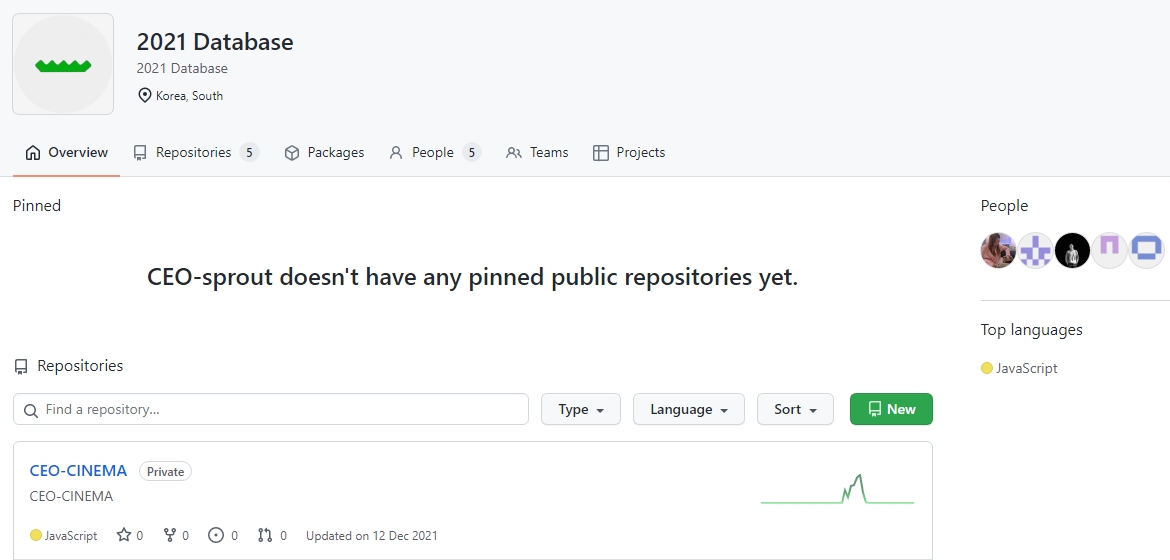 2021 Database
2021 Database
Korea, South
Overview Repositories 5 Packages People 5 Teams Projects
Pinned
People
CEO-sprout doesn't have any pinned public repositories yet.
Top languages
JavaScript
Repositories
Find a repository...
Type Language Sort New
CEO-CINEMA Private
CEO-CINEMA
JavaScript 0 0 0 0 Updated on 12 Dec 2021